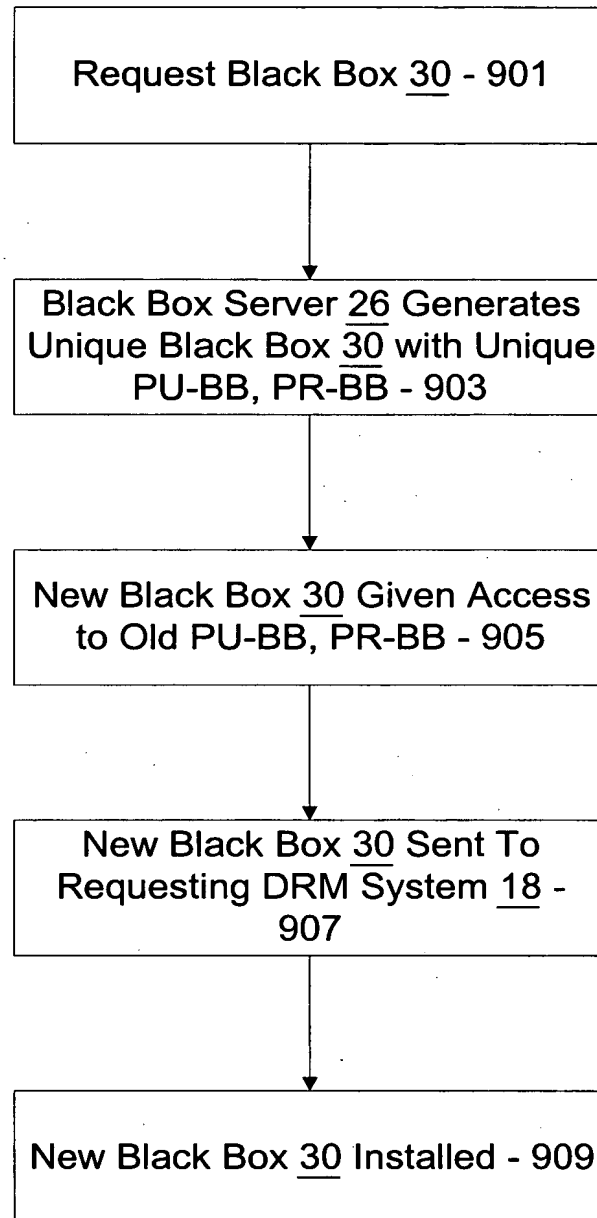 Request Black Box 30 - 901
Black Box Server 26 Generates
Unique Black Box 30 with Unique
PU-BB, PR-BB - 903
New Black Box 30 Given Access
to Old PU-BB, PR-BB - 905
New Black Box 30 Sent To
Requesting DRM System 18 -
907
New Black Box 30 Installed - 909